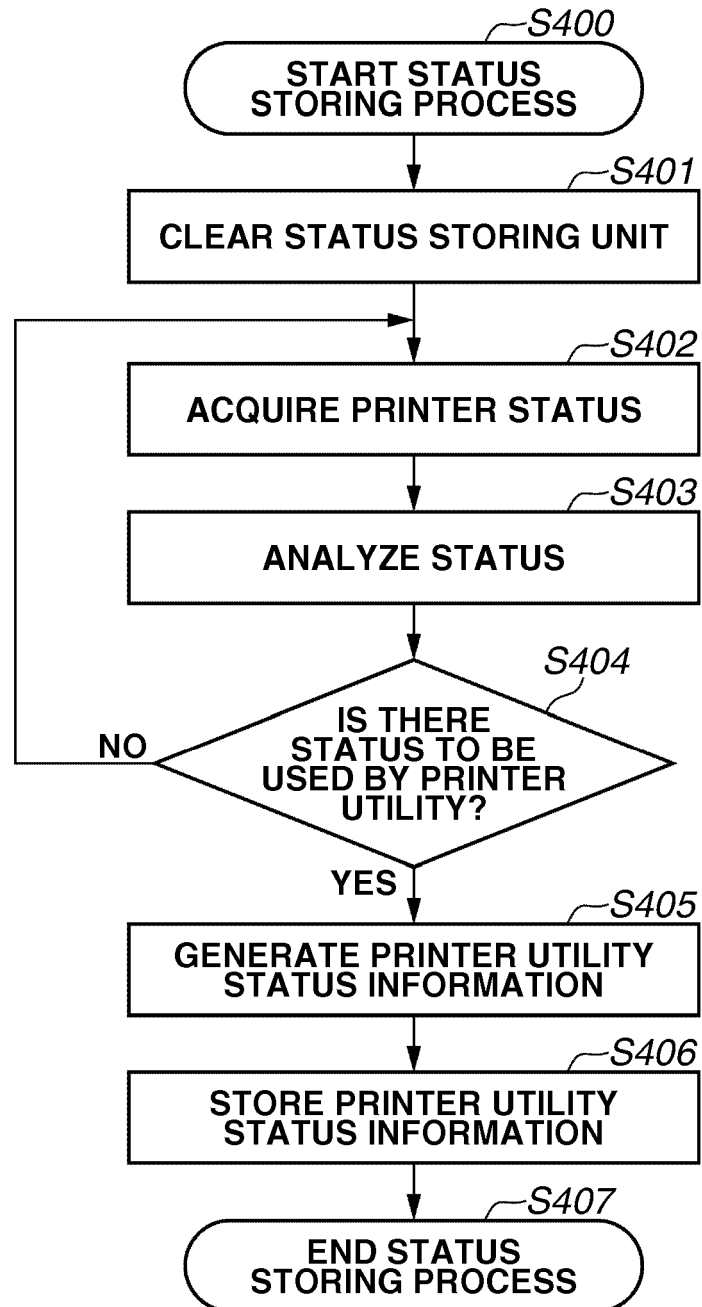 S400
START STATUS
STORING PROCESS
S401
CLEAR STATUS STORING UNIT
S402
ACQUIRE PRINTER STATUS
S403
ANALYZE STATUS
S404
IS THERE
STATUS TO BE
USED BY PRINTER
UTILITY?
NO
YES
S405
GENERATE PRINTER UTILITY
STATUS INFORMATION
S406
STORE PRINTER UTILITY
STATUS INFORMATION
S407
END STATUS
STORING PROCESS